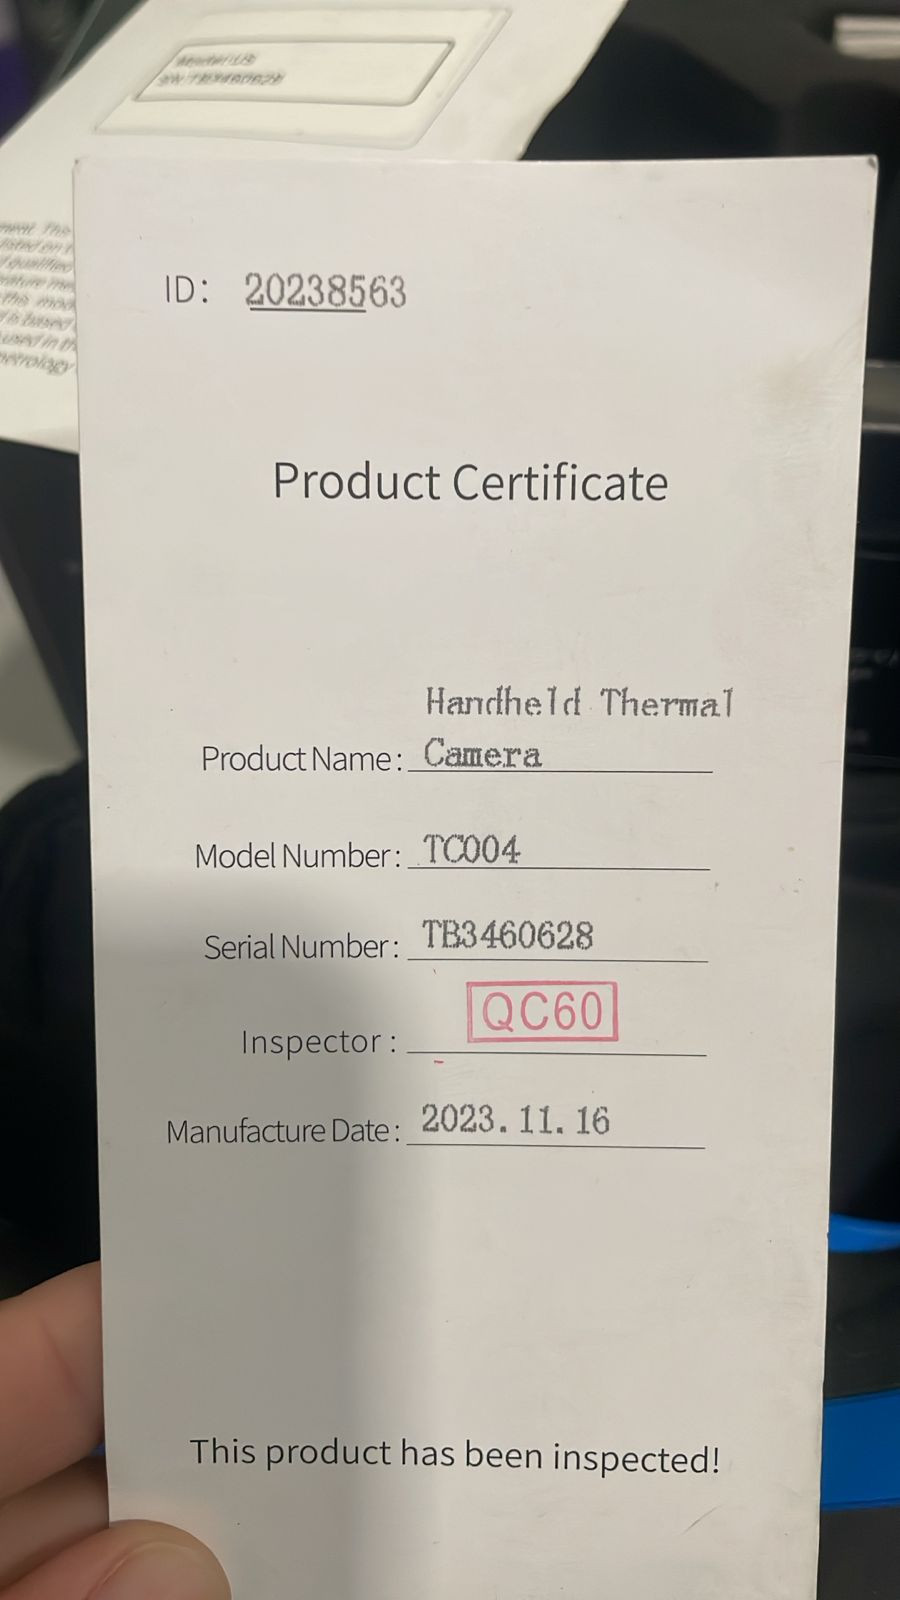 ID: 20238563
Product Certificate
Handheld Thermal
Product Name: Camera
Model Number: TC004
Serial Number: TB3460628
QC60
Inspector :
Manufacture Date: 2023.11.16
This product has been inspected!